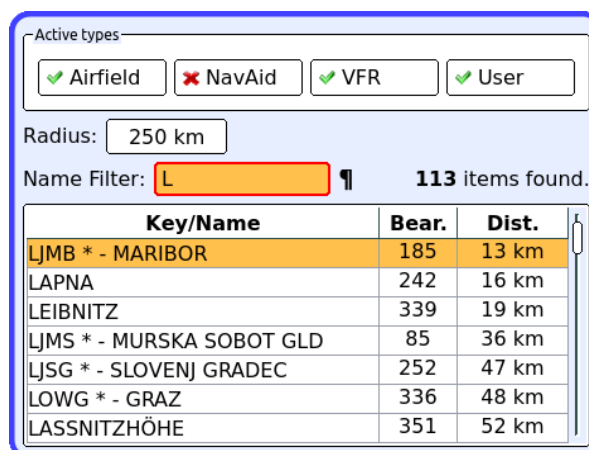 Active types
Airfield NavAid VFR User
Radius: 250 km
Name Filter: L ¶ 113 items found.
Key/Name Bear. Dist.
LJMB * - MARIBOR 185 13 km
LAPNA 242 16 km
LEIBNITZ 339 19 km
LJMS * - MURSKA SOBOT GLD 85 36 km
LJSG * - SLOVENJ GRADEC 252 47 km
LOWG * - GRAZ 336 48 km
LASSNITZHÖHE 351 52 km